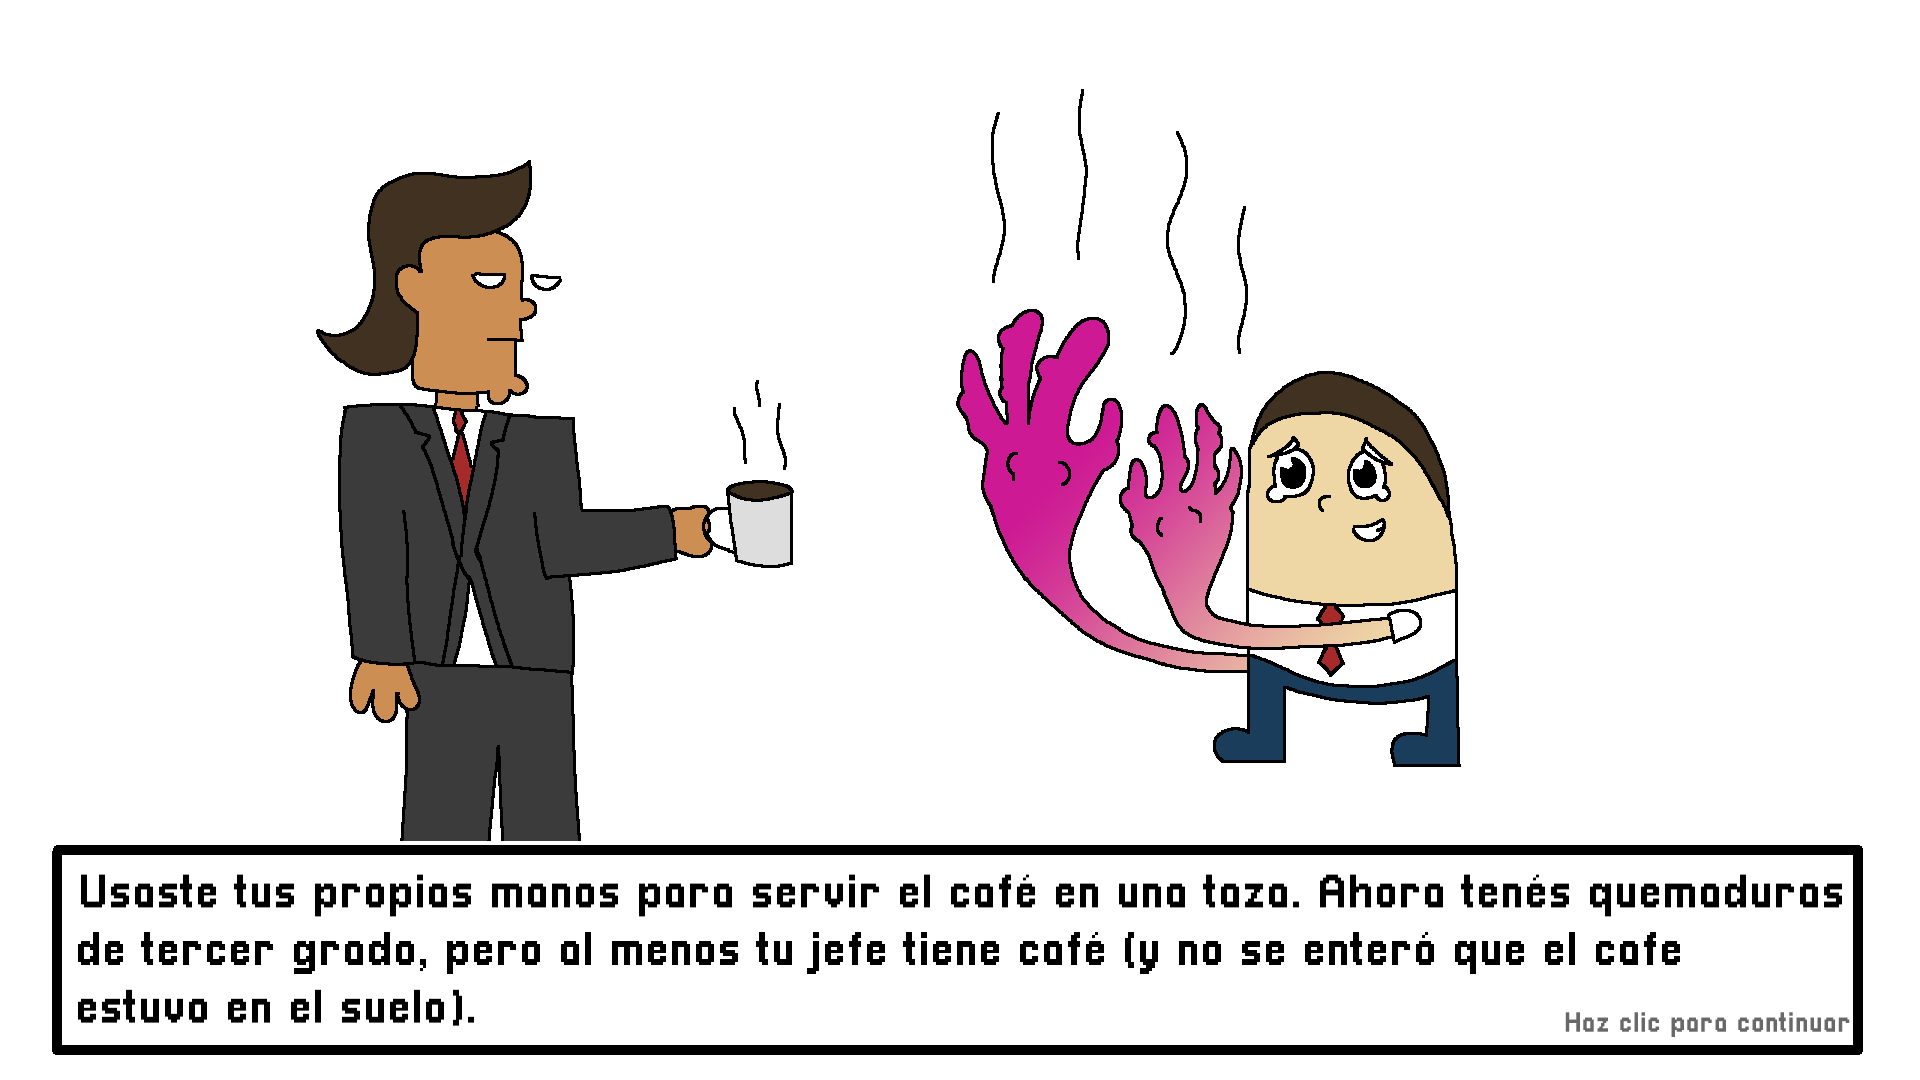 Usaste tus propias manos para servir el café en una taza. Ahora tenés quemaduras
de tercer grado, pero al menos tu jefe tiene café (y no se enteró que el cafe
estuvo en el suelo).
Haz clic para continuar